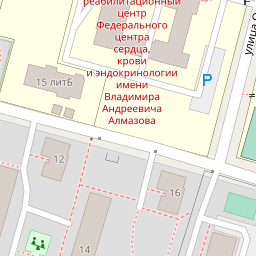 реабилитационный
центр
Федерального
центра
сердца,
крови
и эндокринологии
имени
Владимира
Андреевича
Алмазова
15 литБ
P
улица
12
16
14